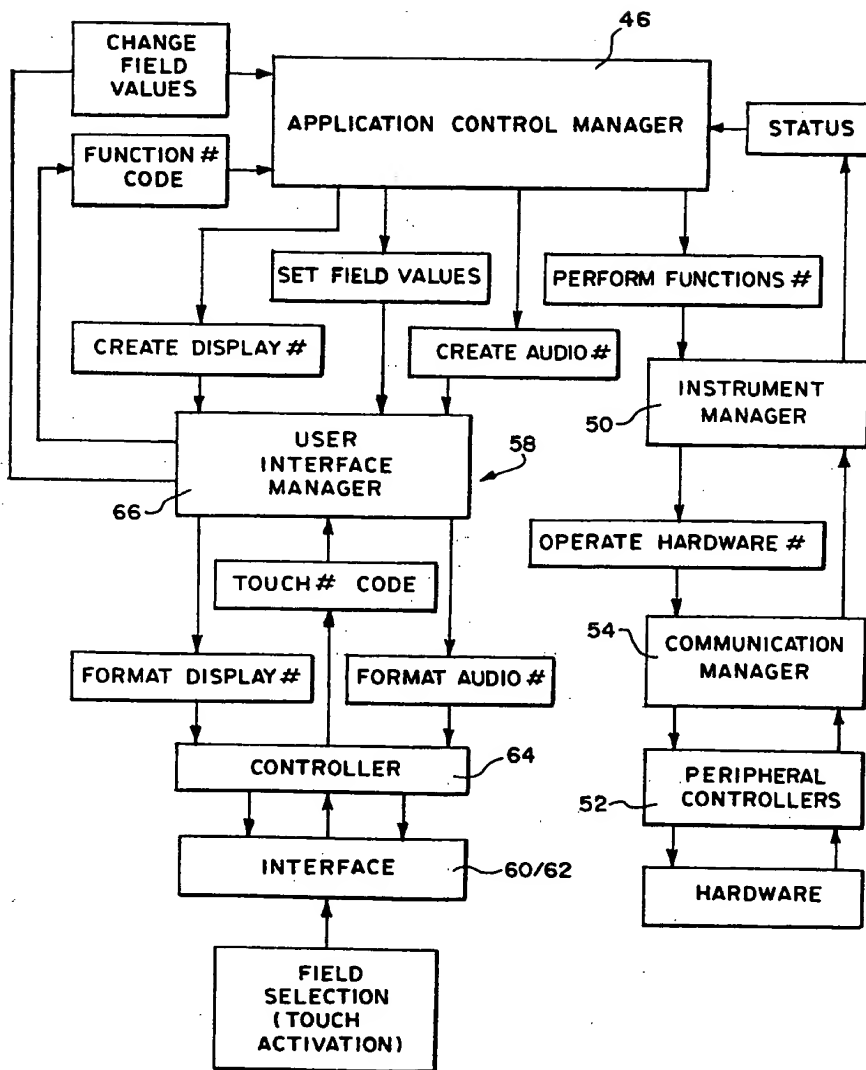 46
CHANGE
FIELD
VALUES
APPLICATION CONTROL MANAGER
STATUS
FUNCTION #
CODE
SET FIELD VALUES
PERFORM FUNCTIONS #
CREATE DISPLAY #
CREATE AUDIO #
INSTRUMENT
MANAGER
50
USER
INTERFACE
MANAGER
58
66
OPERATE HARDWARE #
TOUCH # CODE
54
COMMUNICATION
MANAGER
FORMAT DISPLAY #
FORMAT AUDIO #
CONTROLLER
64
PERIPHERAL
CONTROLLERS
52
INTERFACE
60/62
HARDWARE
FIELD
SELECTION
(TOUCH
ACTIVATION)